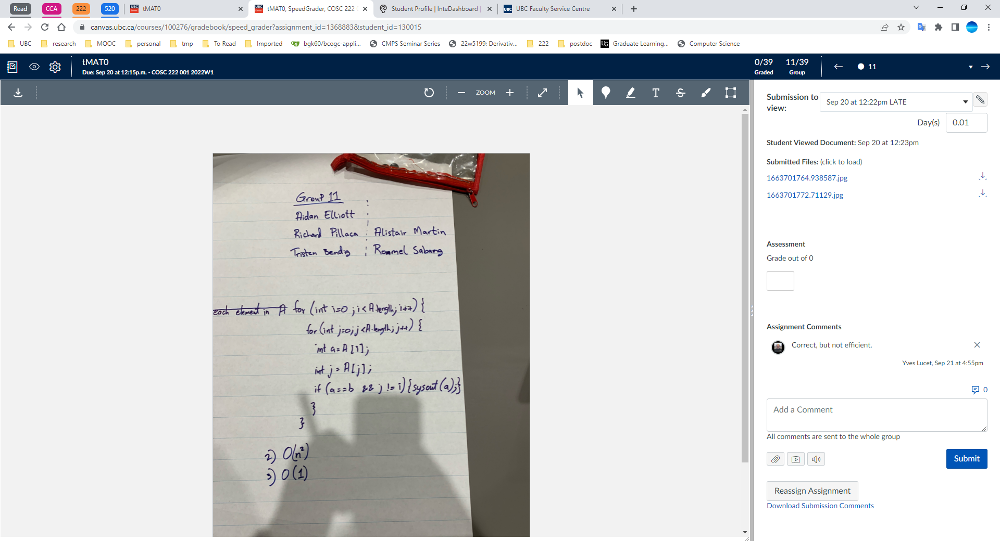 Read
CCA
222
520
tMAT0
tMAT0, SpeedGrader, COSC 222
Student Profile | InteDashboard |
UBC Faculty Service Centre
canvas.ubc.ca/courses/100276/gradebook/speed_grader?assignment_id=1368883&student_id=130015
UBC
research
MOOC
personal
tmp
To Read
Imported
bgk60/bcogc-appli...
CMPS Seminar Series
22w5199: Derivativ...
222
postdoc
UG
Graduate Learning...
Computer Science
tMAT0
Due: Sep 20 at 12:15p.m. - COSC 222 001 2022W1
0/39
Graded
11/39
Group
11
ZOOM
Group 11
Aidan Elliott
Richard Pillaca
Alistair Martin
Tristen Bendig
Rommel Sabang
each element in A for (int i=0 ; i < A.length; i++) {
for (int j=0; j < A.length; j++) {
int a = A [i];
int j = A[j];
if (a==b && j != i) {sysout (a);}
}
}
2) O(n²)
3) O(1)
Submission to view:
Sep 20 at 12:22pm LATE
Day(s)
0.01
Student Viewed Document: Sep 20 at 12:23pm
Submitted Files: (click to load)
1663701764.938587.jpg
1663701772.71129.jpg
Assessment
Grade out of 0
Assignment Comments
Correct, but not efficient.
Yves Lucet, Sep 21 at 4:55pm
0
Add a Comment
All comments are sent to the whole group
Submit
Reassign Assignment
Download Submission Comments